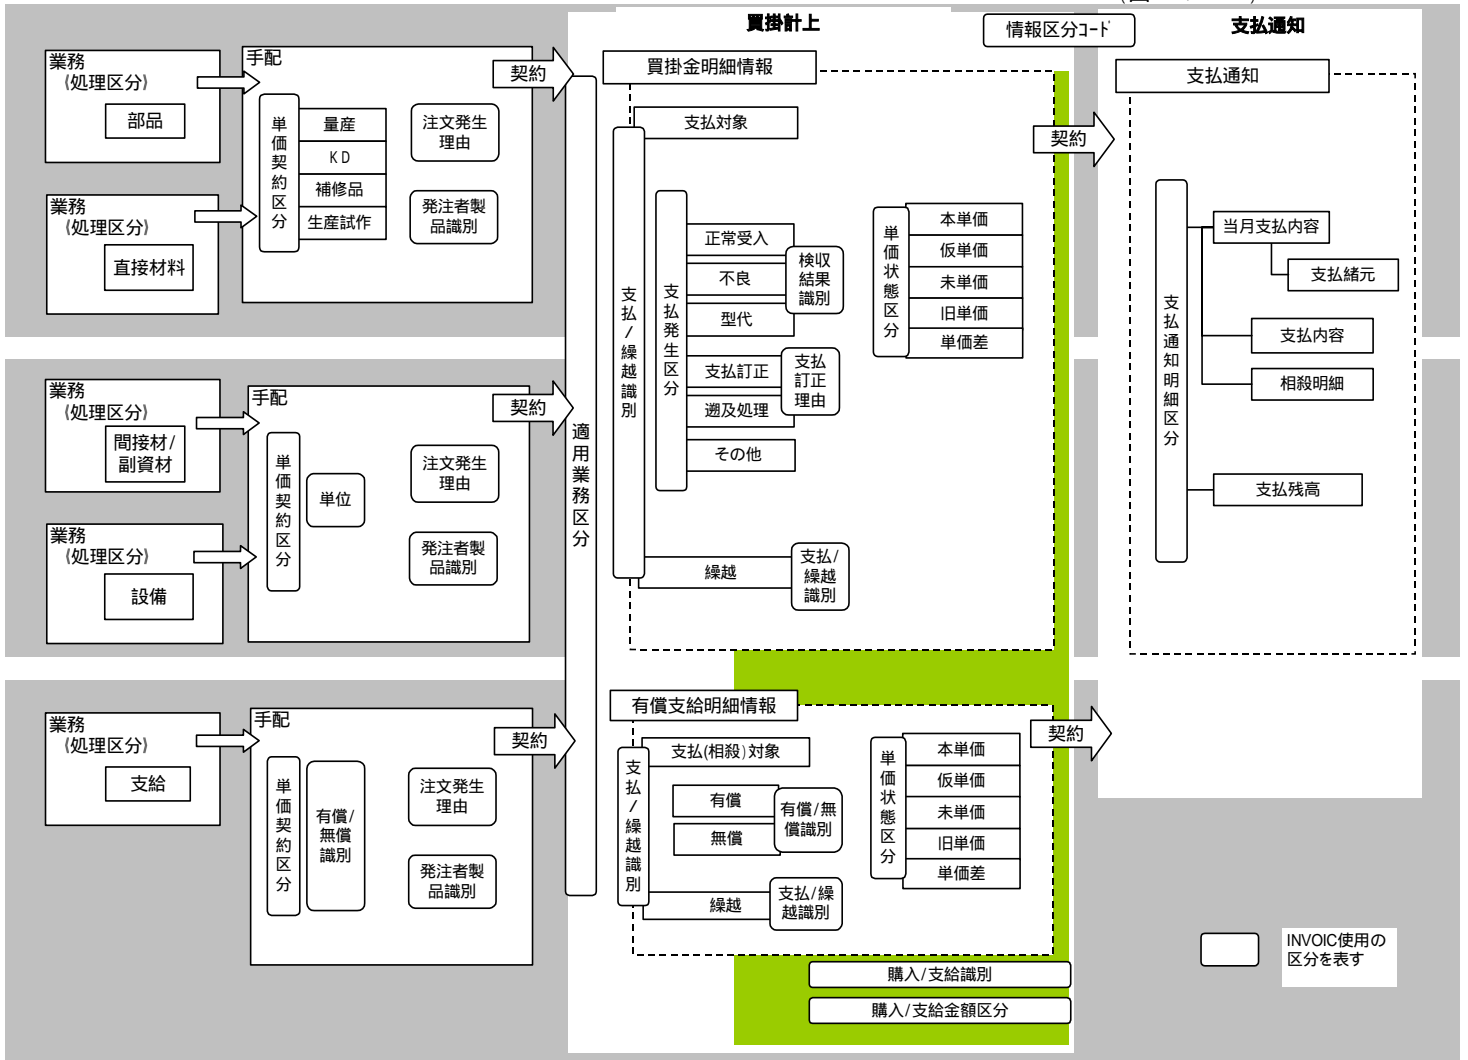 買掛計上
情報区分コード
支払通知
業務
(処理区分)
部品
手配
単価契約区分
量産
KD
補修品
生産試作
注文発生
理由
発注者製
品識別
契約
業務
(処理区分)
直接材料
適用業務区分
買掛金明細情報
支払対象
支払/繰越識別
支払発生区分
正常受入
不良
型代
検収
結果
識別
支払訂正
遡及処理
支払
訂正
理由
その他
繰越
支払/
繰越
識別
単価状態区分
本単価
仮単価
未単価
旧単価
単価差
契約
支払通知
支払通知明細区分
当月支払内容
支払緒元
支払内容
相殺明細
支払残高
業務
(処理区分)
間接材/
副資材
手配
単価契約区分
単位
注文発生
理由
発注者製
品識別
契約
業務
(処理区分)
設備
業務
(処理区分)
支給
手配
単価契約区分
有償/
無償
識別
注文発生
理由
発注者製
品識別
契約
有償支給明細情報
支払(相殺)対象
支払/繰越識別
有償
無償
有償/無
償識別
繰越
支払/繰
越識別
単価状態区分
本単価
仮単価
未単価
旧単価
単価差
契約
購入/支給識別
購入/支給金額区分
INVOIC使用の
区分を表す